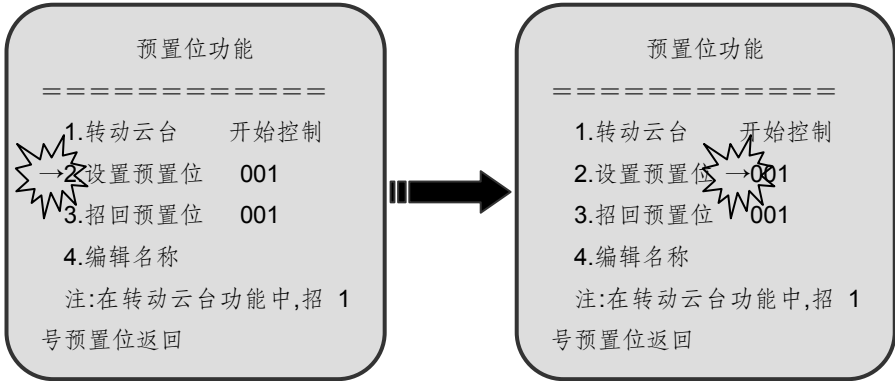 预置位功能
============
1.转动云台 开始控制
→2.设置预置位 001
3.招回预置位 001
4.编辑名称
注:在转动云台功能中,招 1
号预置位返回
预置位功能
============
1.转动云台 开始控制
2.设置预置位 →001
3.招回预置位 001
4.编辑名称
注:在转动云台功能中,招 1
号预置位返回